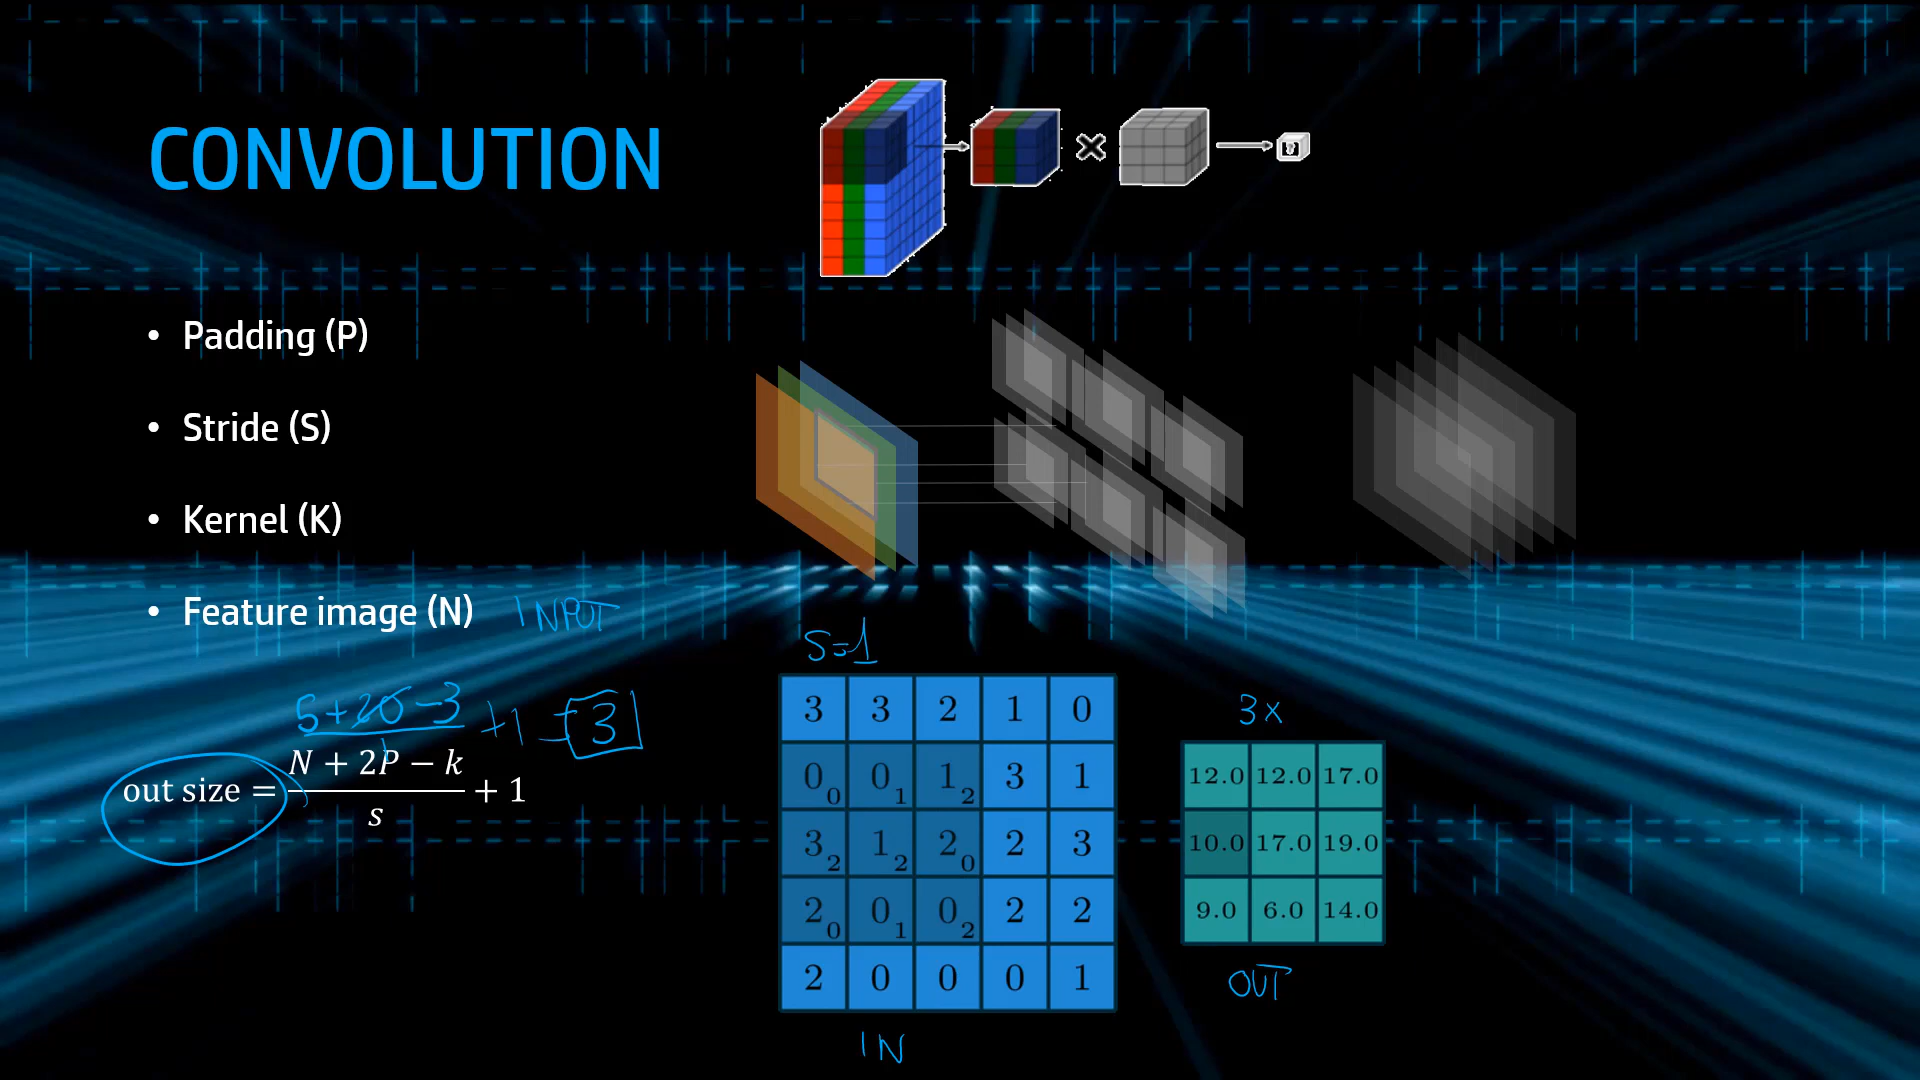 CONVOLUTION
• Padding (P)
• Stride (S)
• Kernel (K)
• Feature image (N) INPUT
5+20-3 +1 = 3
1
out size = N + 2P − k / s + 1
S=1
3 3 2 1 0
0 0 0 1 1 2 3 1
3 2 1 2 2 0 2 3
2 0 0 1 0 2 2 2
2 0 0 0 1
IN
3x
12.0 12.0 17.0
10.0 17.0 19.0
9.0 6.0 14.0
OUT